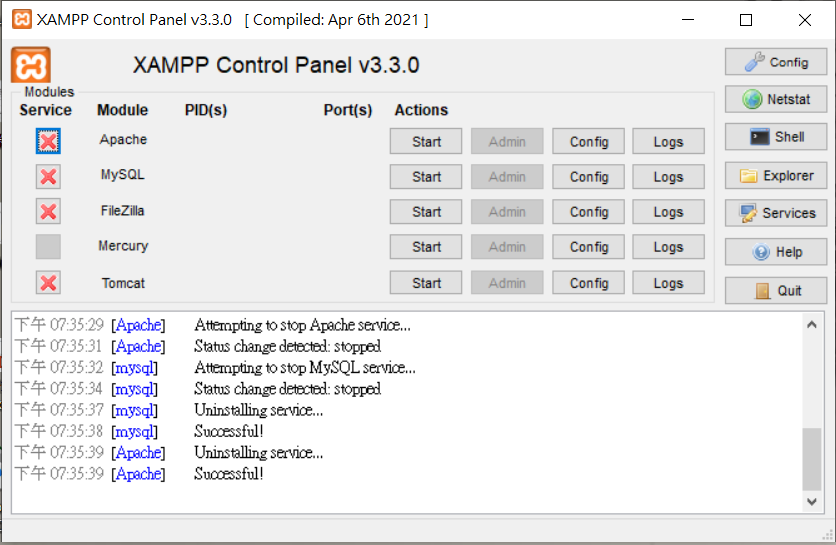 XAMPP Control Panel v3.3.0 [ Compiled: Apr 6th 2021 ]
XAMPP Control Panel v3.3.0
Config
Modules
Service Module PID(s) Port(s) Actions
Netstat
Apache Start Admin Config Logs
Shell
MySQL Start Admin Config Logs
Explorer
FileZilla Start Admin Config Logs
Services
Mercury Start Admin Config Logs
Help
Tomcat Start Admin Config Logs
Quit
下午 07:35:29 [Apache] Attempting to stop Apache service...
下午 07:35:31 [Apache] Status change detected: stopped
下午 07:35:32 [mysql] Attempting to stop MySQL service...
下午 07:35:34 [mysql] Status change detected: stopped
下午 07:35:37 [mysql] Uninstalling service...
下午 07:35:38 [mysql] Successful!
下午 07:35:39 [Apache] Uninstalling service...
下午 07:35:39 [Apache] Successful!